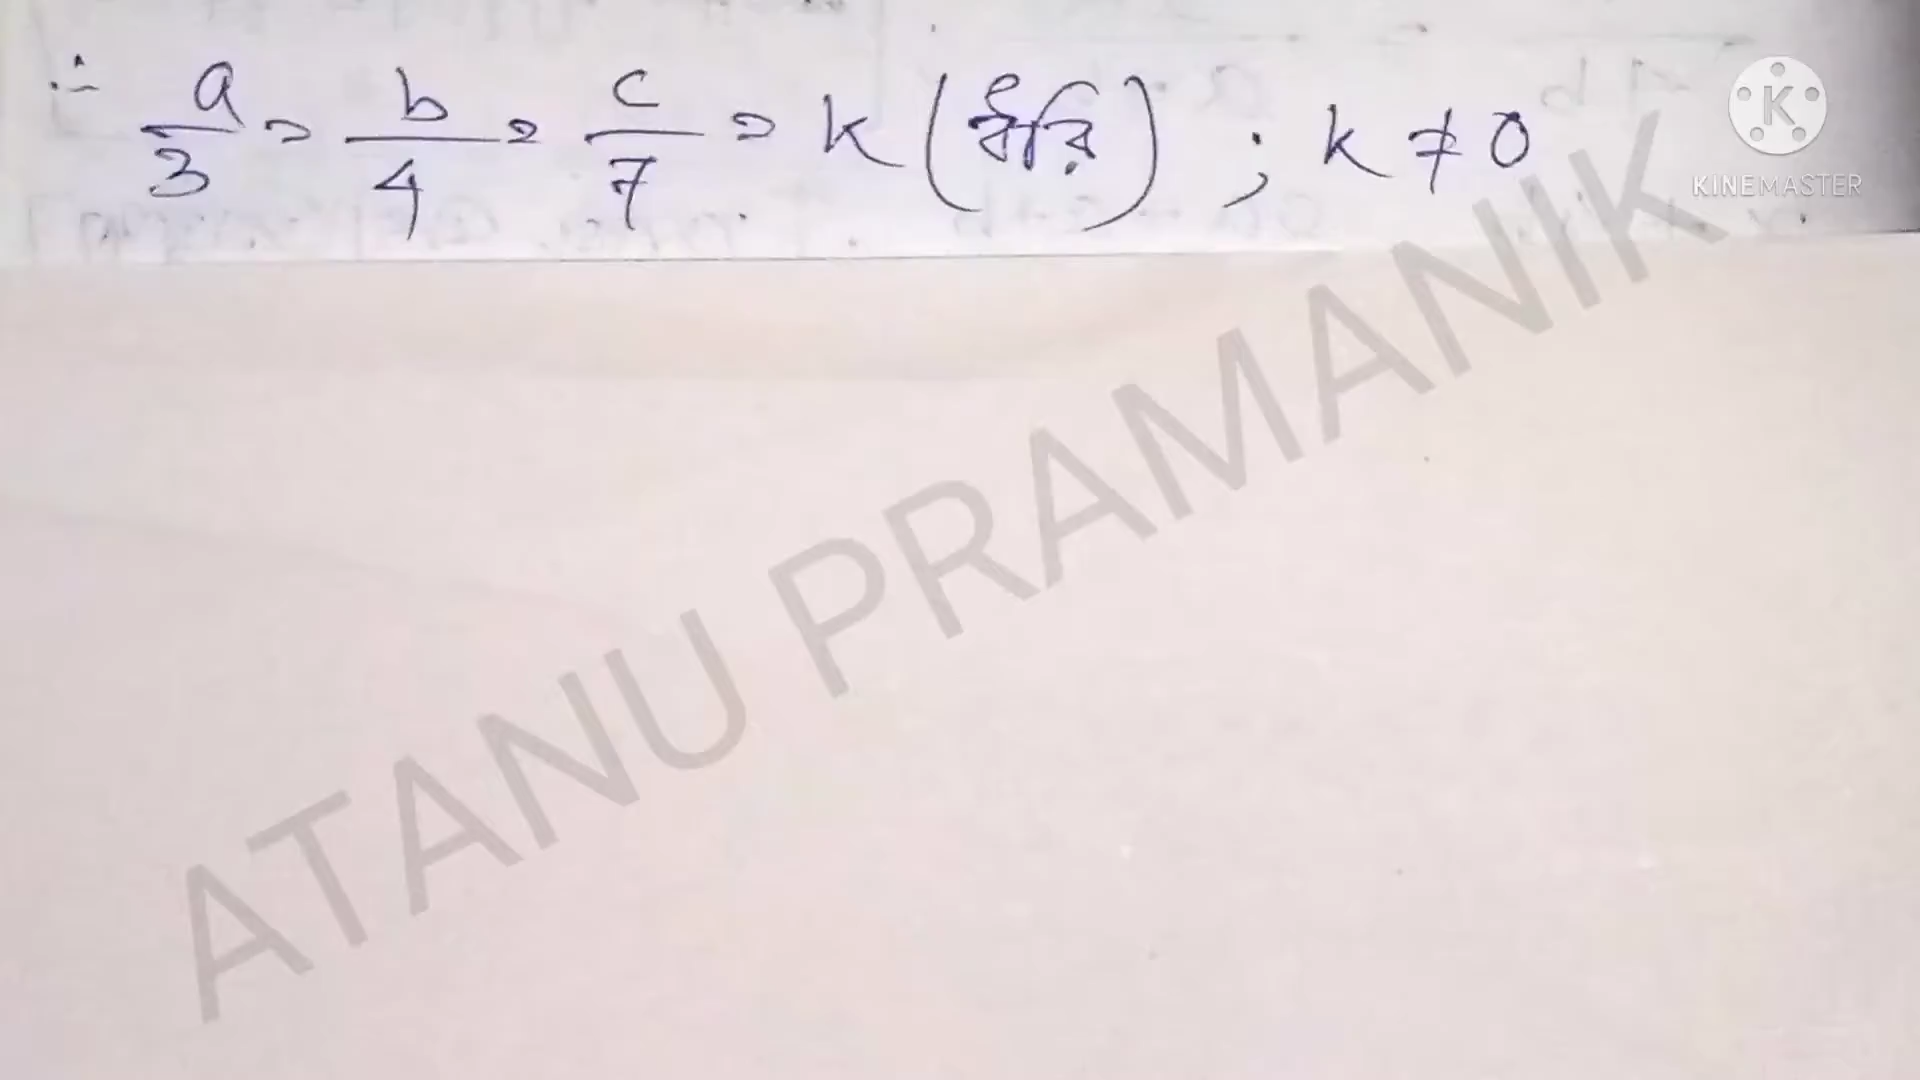 ∴ a/3 = b/4 = c/7 = k (ধরি) ; k ≠ 0
K
KINEMASTER
ATANU PRAMANIK